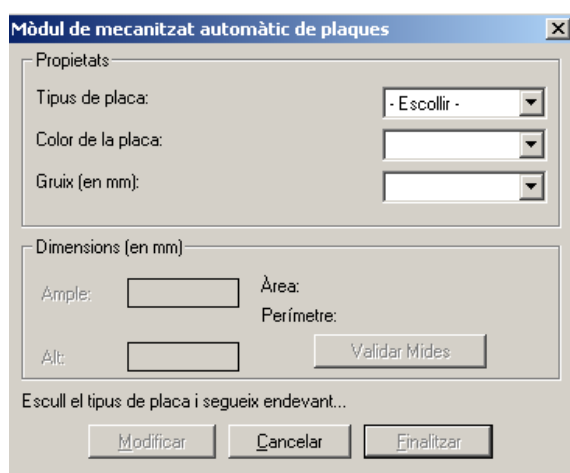 Mòdul de mecanitzat automàtic de plaques
Propietats
Tipus de placa: - Escollir -
Color de la placa:
Gruix (en mm):
Dimensions (en mm)
Ample: Àrea:
Perímetre:
Alt: Validar Mides
Escull el tipus de placa i segueix endevant...
Modificar Cancelar Finalitzar